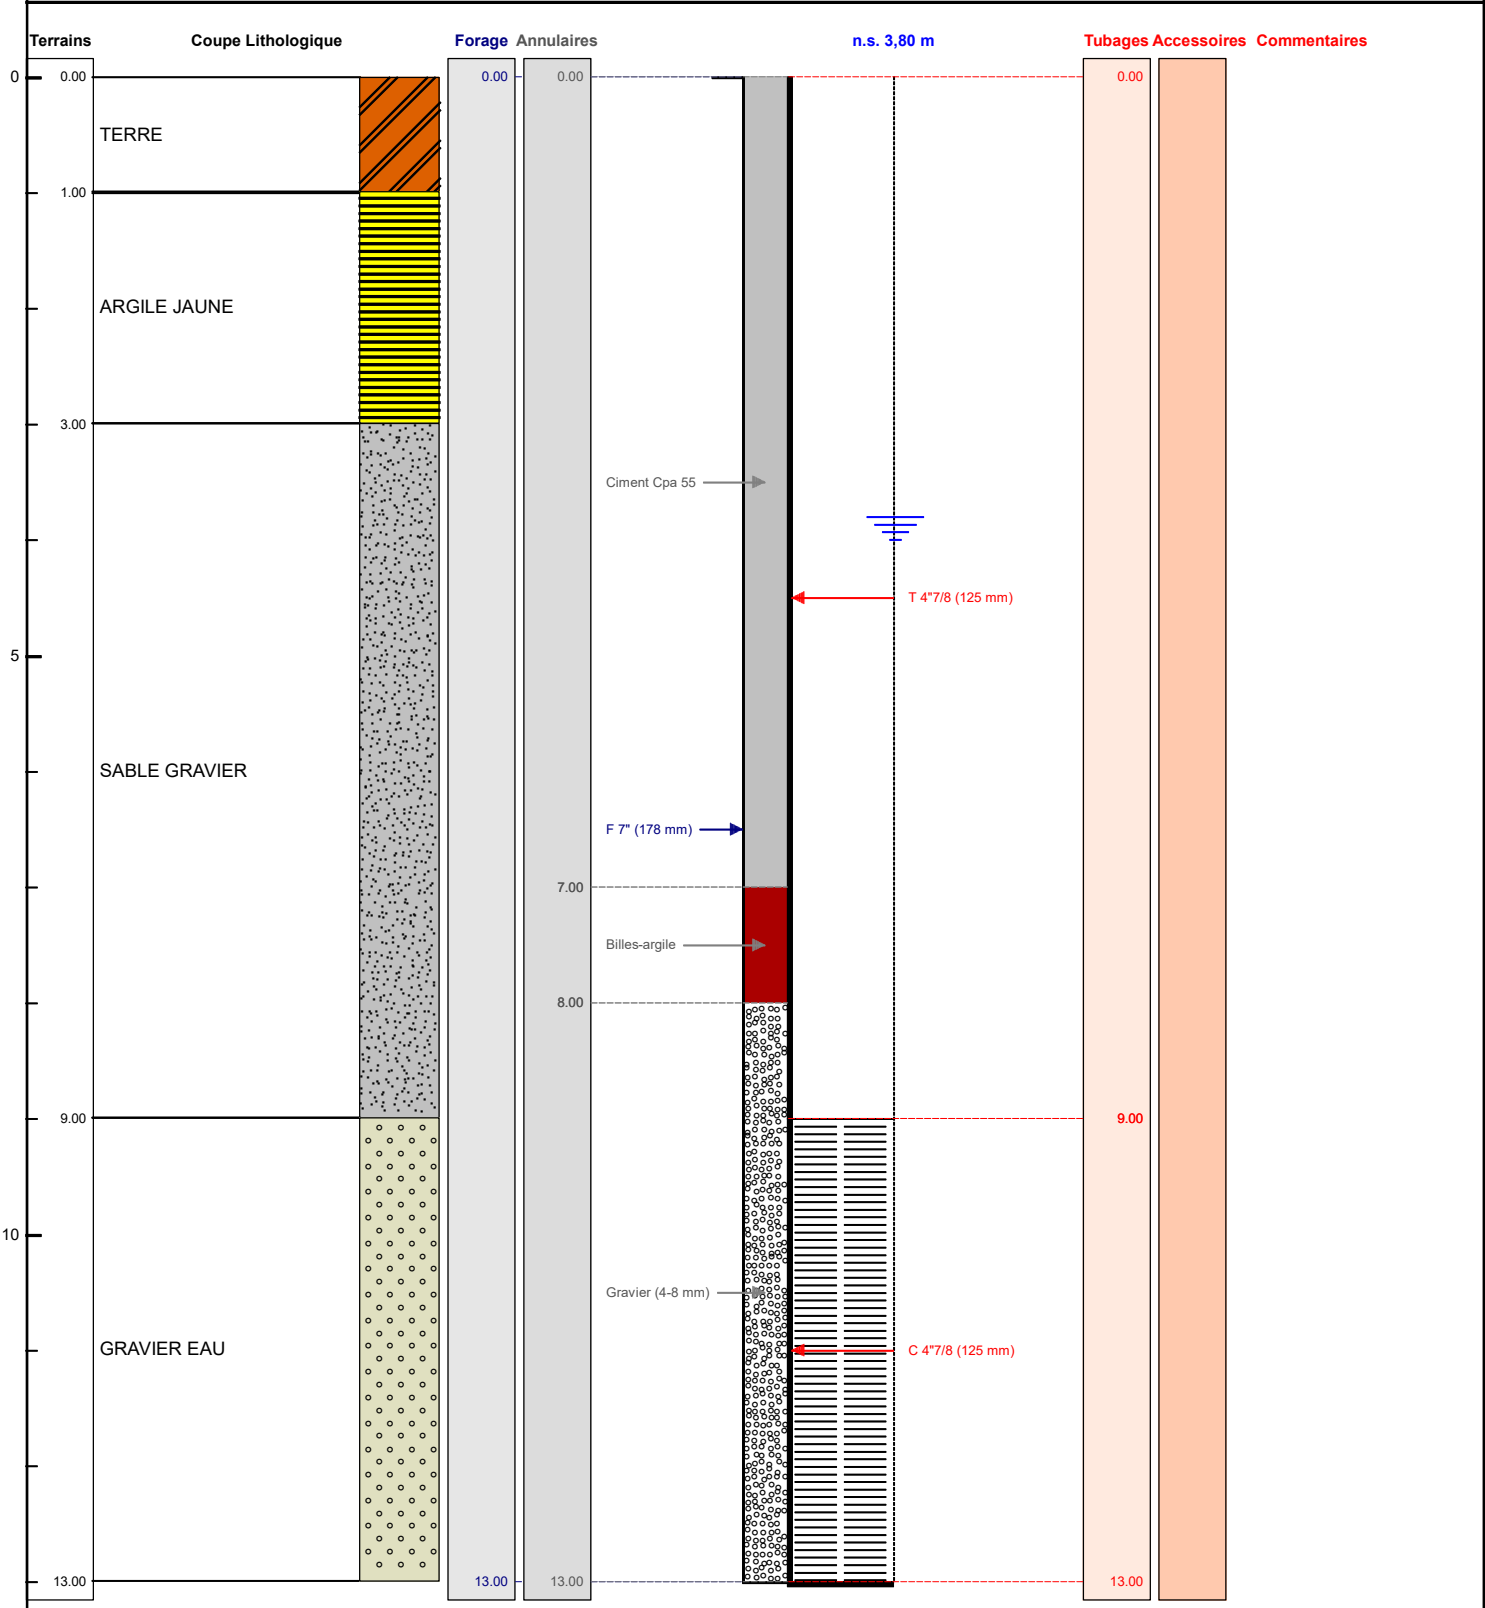 Terrains Coupe Lithologique Forage Annulaires n.s. 3,80 m Tubages Accessoires Commentaires
0 0.00 0.00 0.00 0.00
TERRE
1.00
ARGILE JAUNE
3.00
Ciment Cpa 55
T 4"7/8 (125 mm)
5
SABLE GRAVIER
F 7" (178 mm)
7.00
Billes-argile
8.00
9.00 9.00
10
Gravier (4-8 mm)
GRAVIER EAU C 4"7/8 (125 mm)
13.00 13.00 13.00 13.00